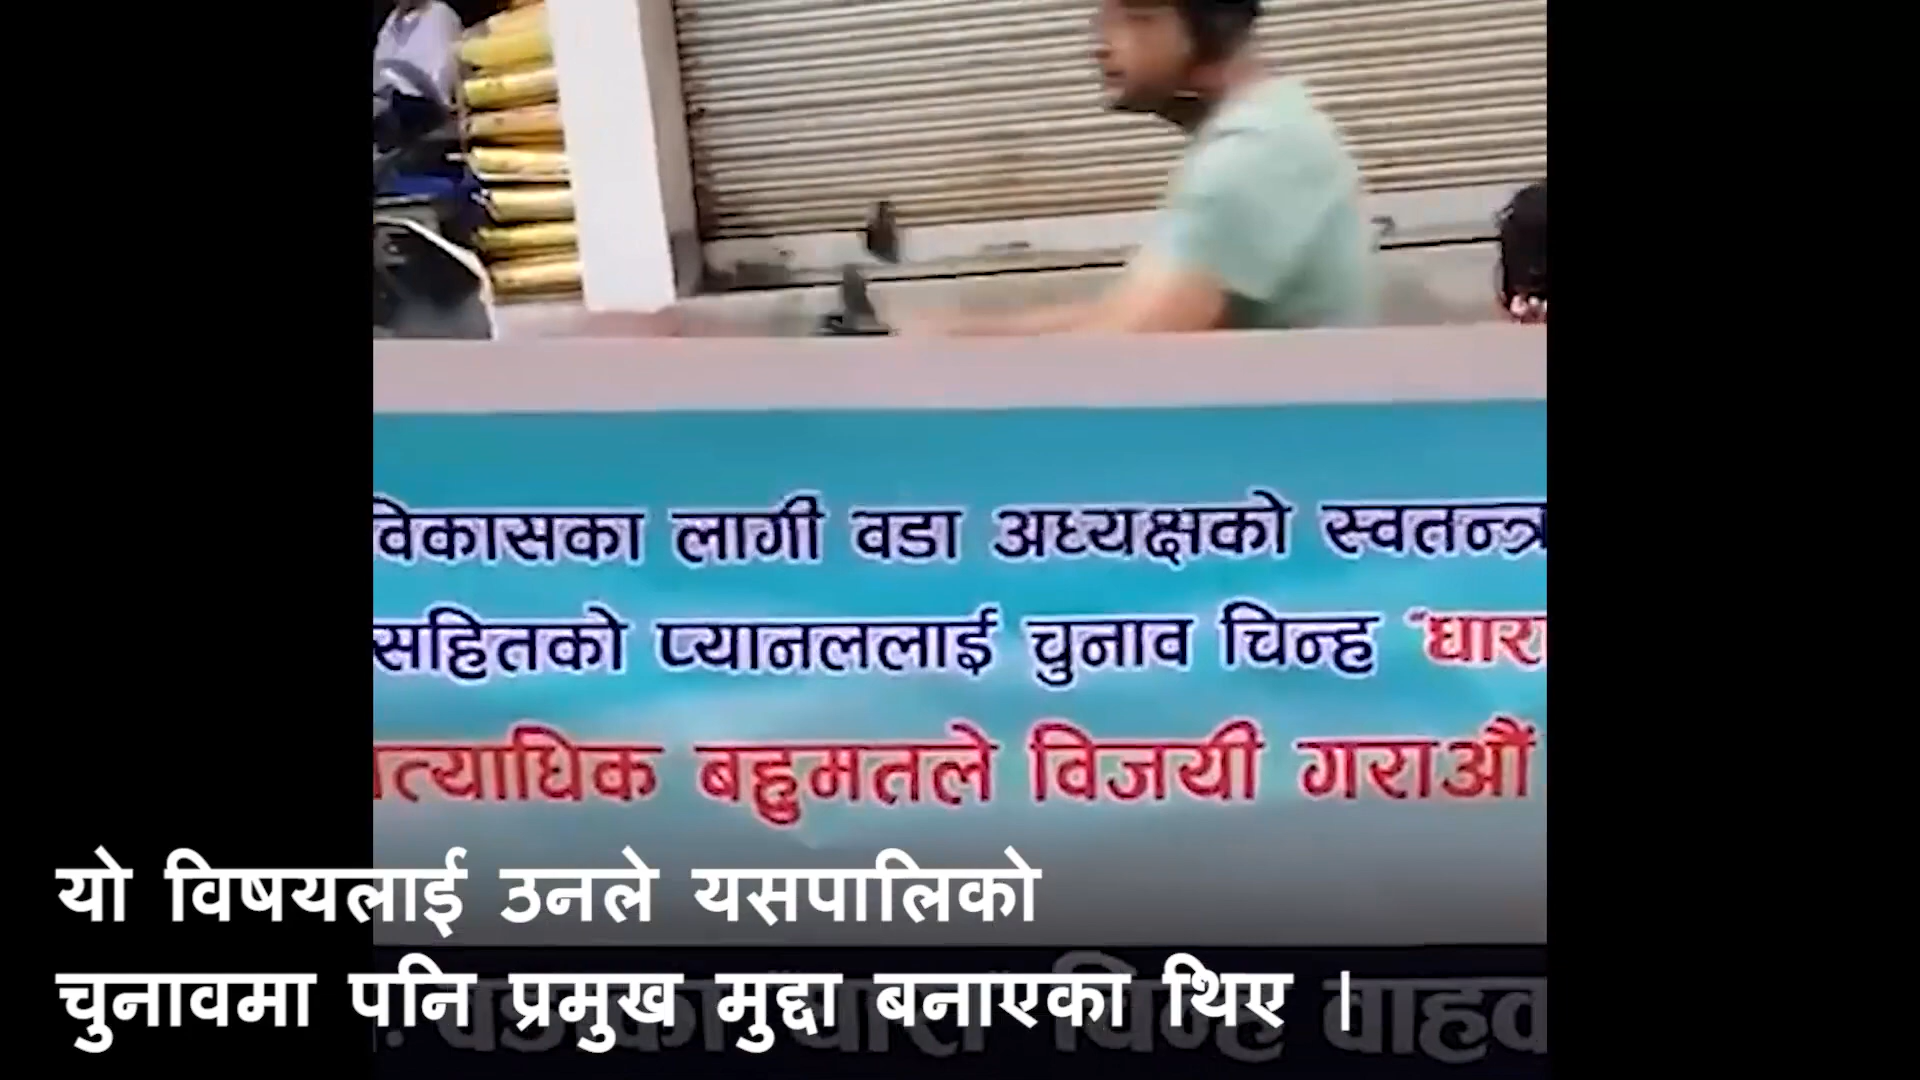 विकासका लागी वडा अध्यक्षको स्वतन्त्र
सहितको प्यानललाई चुनाव चिन्ह "धारा
त्याधिक बहुमतले विजयी गराऔं
यो विषयलाई उनले यसपालिको
चुनावमा पनि प्रमुख मुद्दा बनाएका थिए ।
चिन्ह